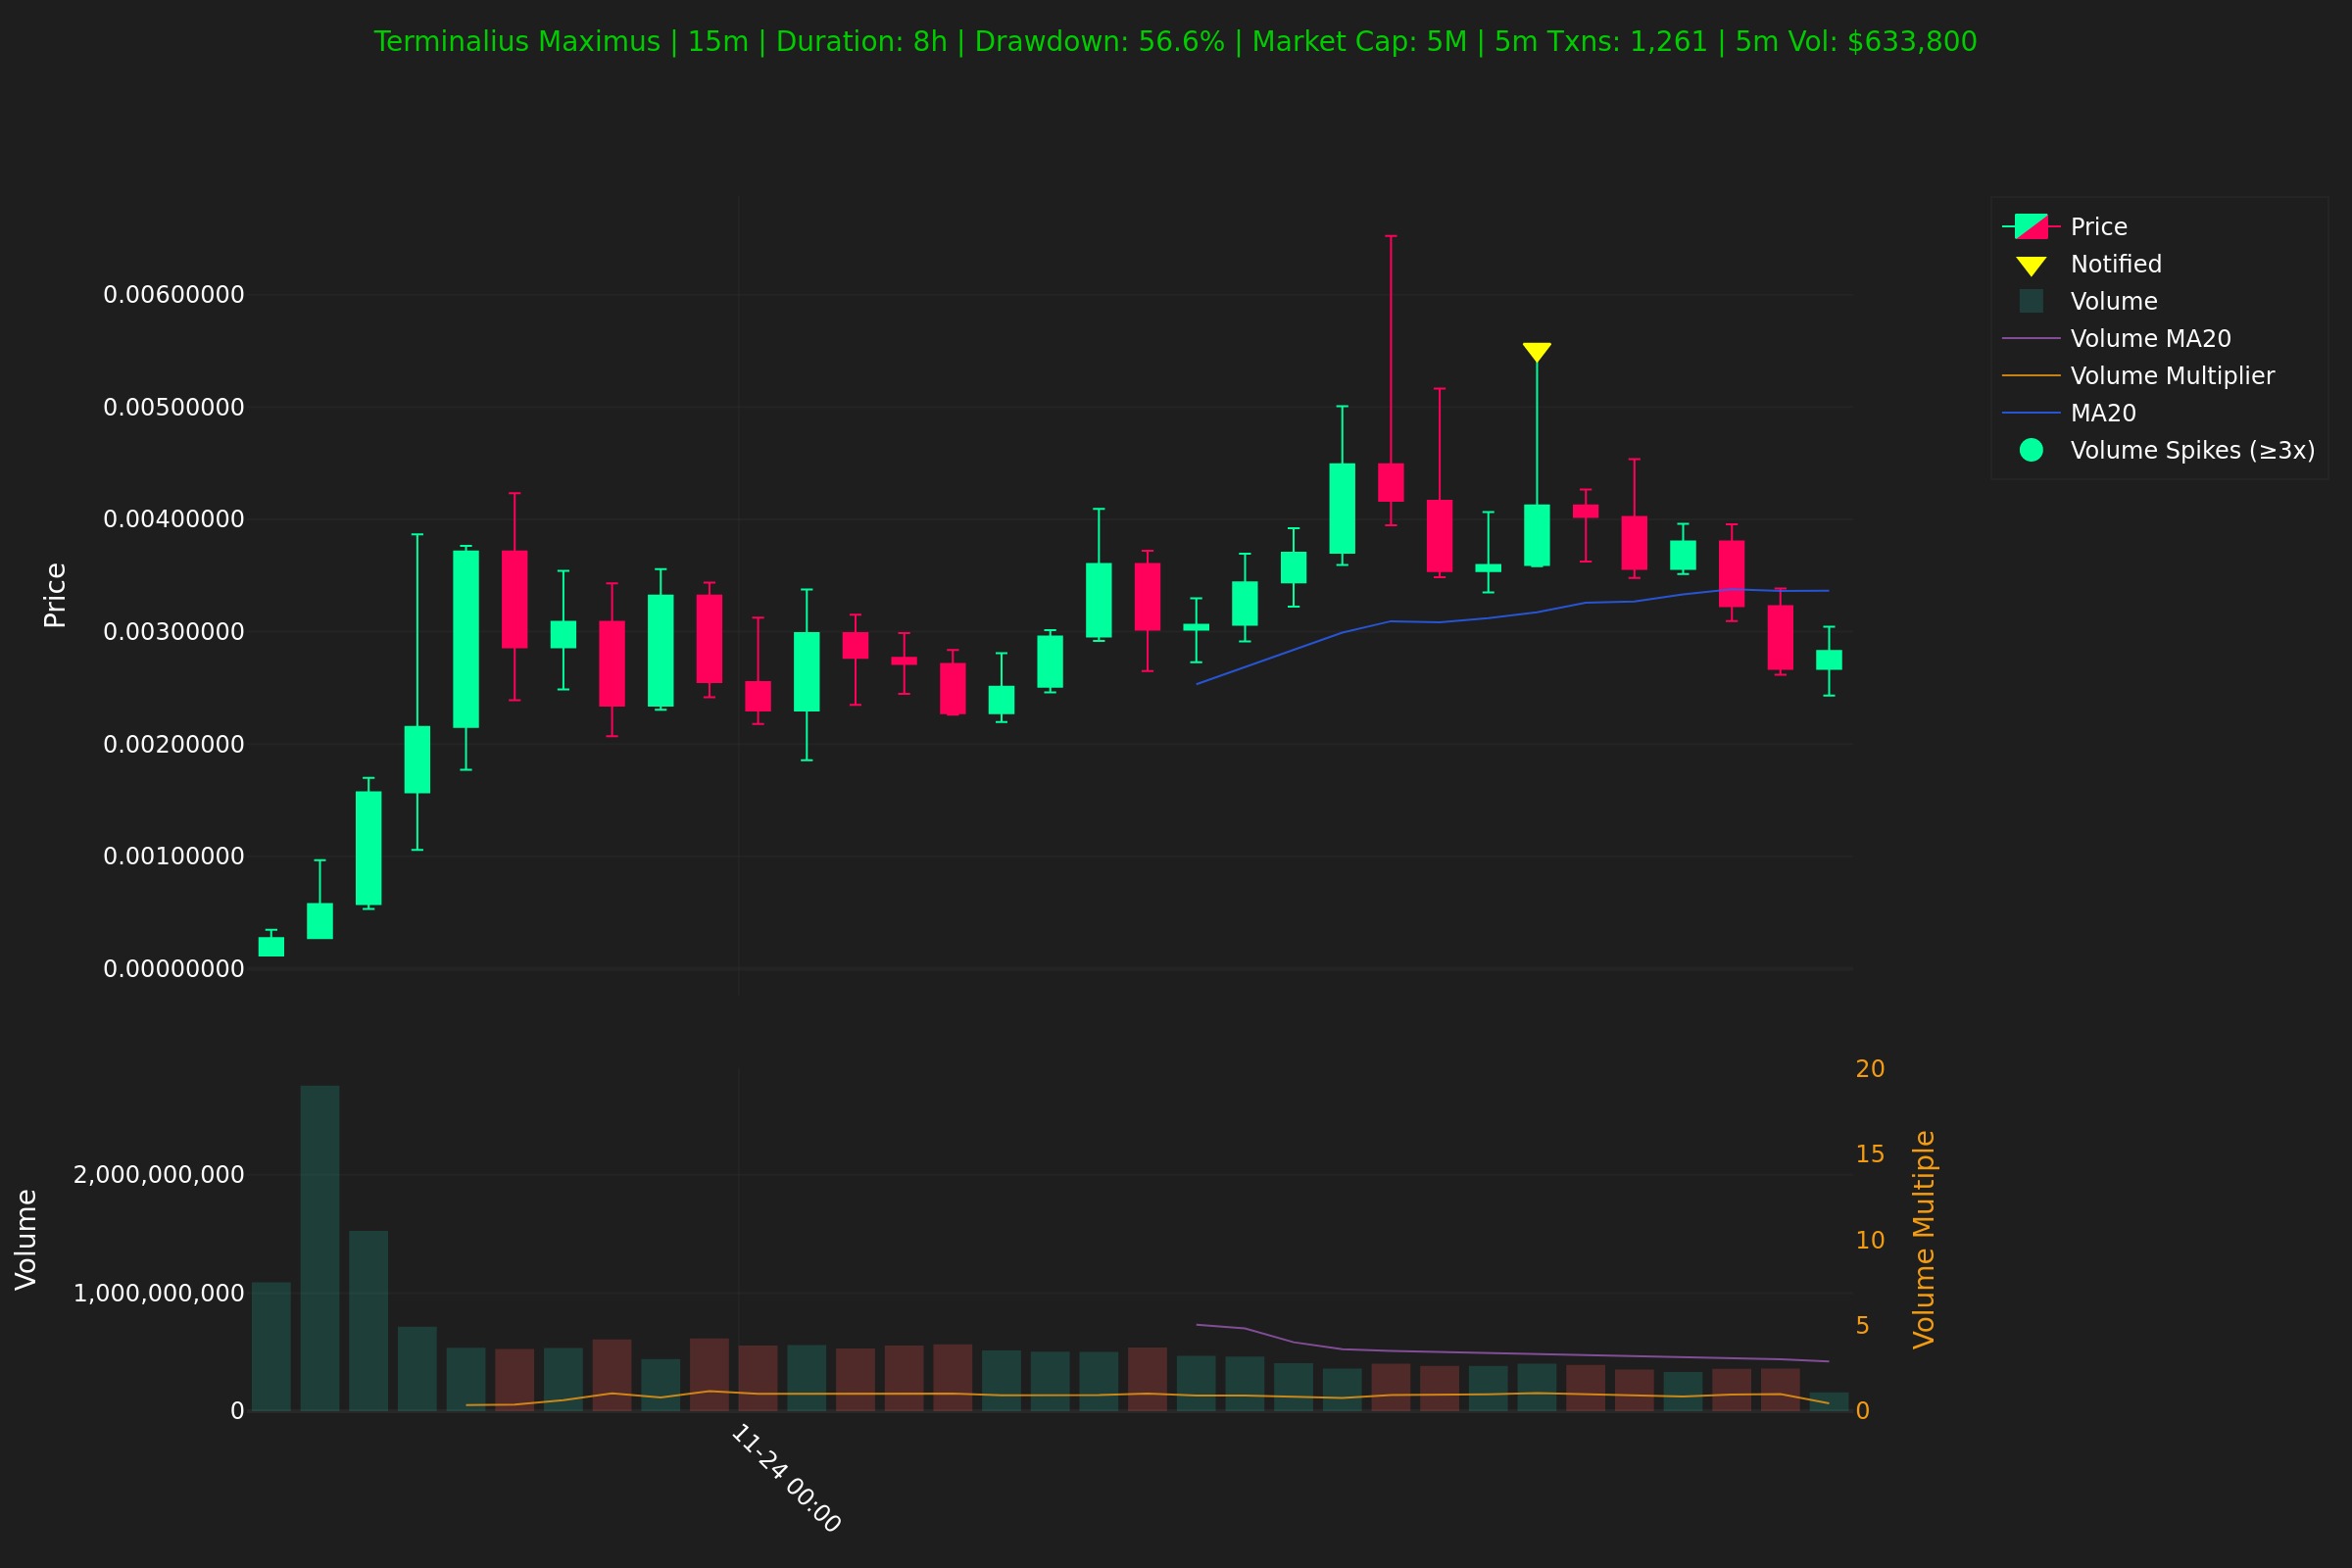 Terminalius Maximus | 15m | Duration: 8h | Drawdown: 56.6% | Market Cap: 5M | 5m Txns: 1,261 | 5m Vol: $633,800
Price
Notified
Volume
Volume MA20
Volume Multiplier
MA20
Volume Spikes (≥3x)
Price
0.00600000
0.00500000
0.00400000
0.00300000
0.00200000
0.00100000
0.00000000
Volume
2,000,000,000
1,000,000,000
0
20
15
10
5
0
Volume Multiple
11-24 00:00